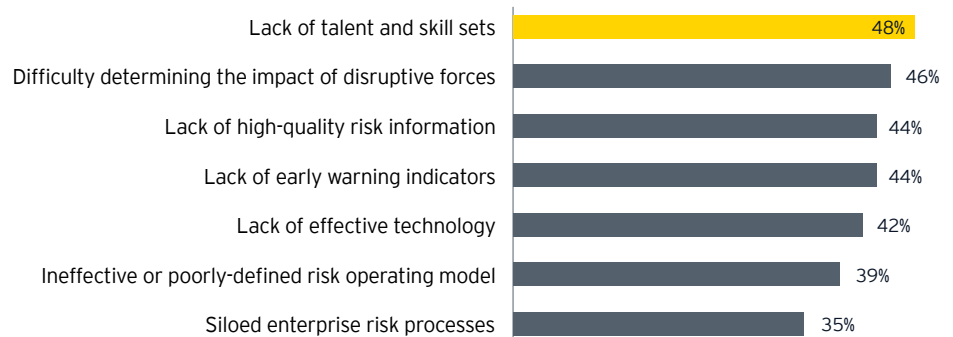 Lack of talent and skill sets 48%
Difficulty determining the impact of disruptive forces 46%
Lack of high-quality risk information 44%
Lack of early warning indicators 44%
Lack of effective technology 42%
Ineffective or poorly-defined risk operating model 39%
Siloed enterprise risk processes 35%